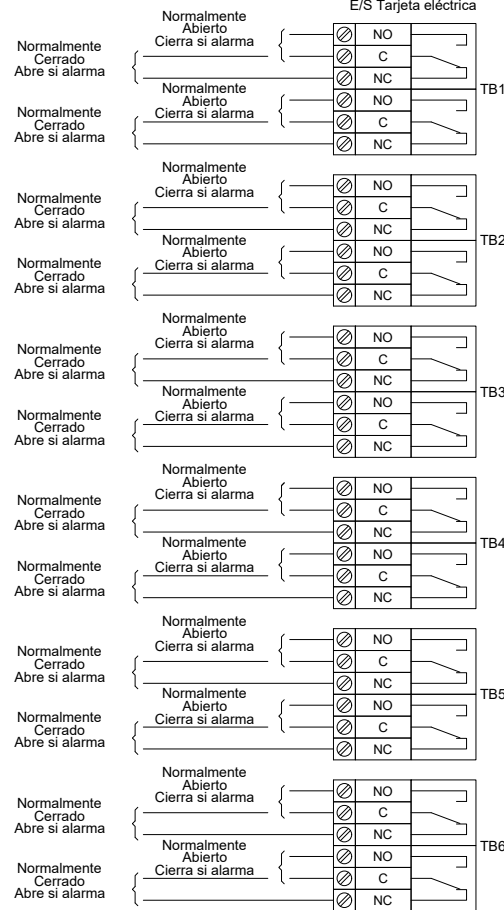 E/S Tarjeta eléctrica
Normalmente
Abierto
Cierra si alarma
NO
Normalmente
Cerrado
Abre si alarma
C
NC
TB1
Normalmente
Abierto
Cierra si alarma
NO
Normalmente
Cerrado
Abre si alarma
C
NC
Normalmente
Abierto
Cierra si alarma
NO
Normalmente
Cerrado
Abre si alarma
C
NC
TB2
Normalmente
Abierto
Cierra si alarma
NO
Normalmente
Cerrado
Abre si alarma
C
NC
Normalmente
Abierto
Cierra si alarma
NO
Normalmente
Cerrado
Abre si alarma
C
NC
TB3
Normalmente
Abierto
Cierra si alarma
NO
Normalmente
Cerrado
Abre si alarma
C
NC
Normalmente
Abierto
Cierra si alarma
NO
Normalmente
Cerrado
Abre si alarma
C
NC
TB4
Normalmente
Abierto
Cierra si alarma
NO
Normalmente
Cerrado
Abre si alarma
C
NC
Normalmente
Abierto
Cierra si alarma
NO
Normalmente
Cerrado
Abre si alarma
C
NC
TB5
Normalmente
Abierto
Cierra si alarma
NO
Normalmente
Cerrado
Abre si alarma
C
NC
Normalmente
Abierto
Cierra si alarma
NO
Normalmente
Cerrado
Abre si alarma
C
NC
TB6
Normalmente
Abierto
Cierra si alarma
NO
Normalmente
Cerrado
Abre si alarma
C
NC